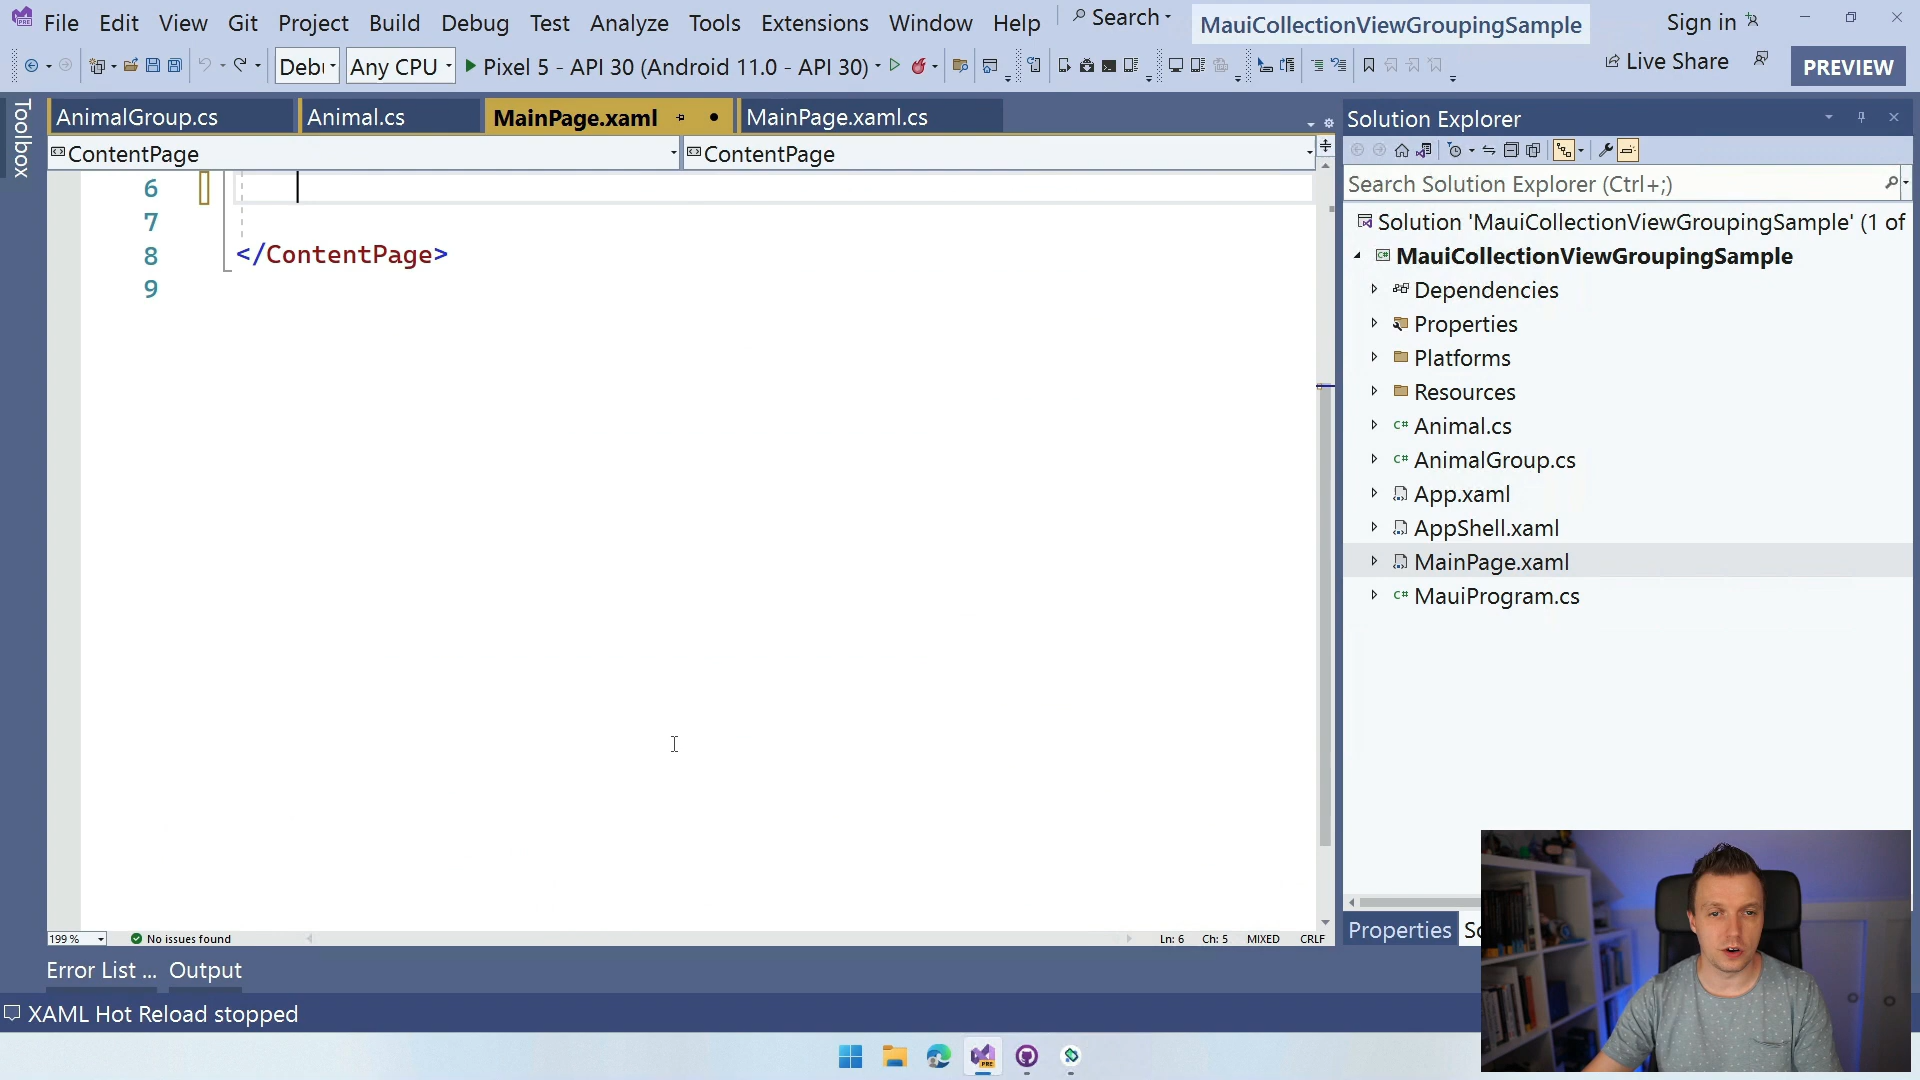 File Edit View Git Project Build Debug Test Analyze Tools Extensions Window Help Search MauiCollectionViewGroupingSample Sign in
Any CPU Pixel 5 - API 30 (Android 11.0 - API 30) Live Share PREVIEW
Toolbox
AnimalGroup.cs Animal.cs MainPage.xaml MainPage.xaml.cs
ContentPage ContentPage
6
7
8 </ContentPage>
9
199 % No issues found Ln: 6 Ch: 5 MIXED CRLF
Solution Explorer
Search Solution Explorer (Ctrl+;)
Solution 'MauiCollectionViewGroupingSample' (1 of
MauiCollectionViewGroupingSample
Dependencies
Properties
Platforms
Resources
Animal.cs
AnimalGroup.cs
App.xaml
AppShell.xaml
MainPage.xaml
MauiProgram.cs
Properties
Error List ... Output
XAML Hot Reload stopped